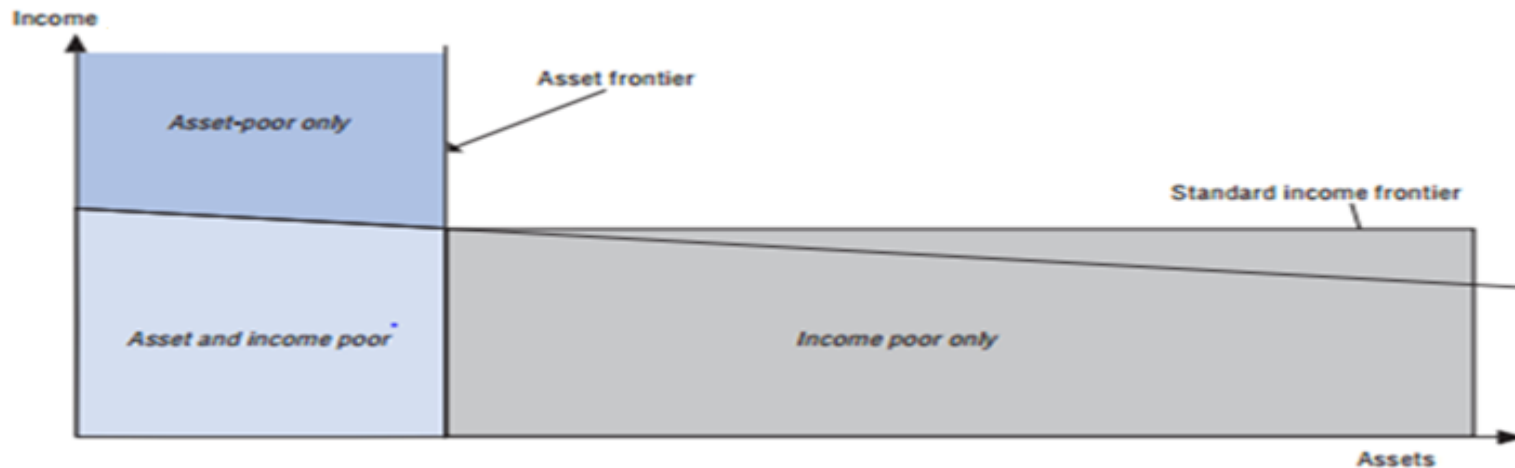 Income
Asset frontier
Asset-poor only
Standard income frontier
Asset and income poor
Income poor only
Assets